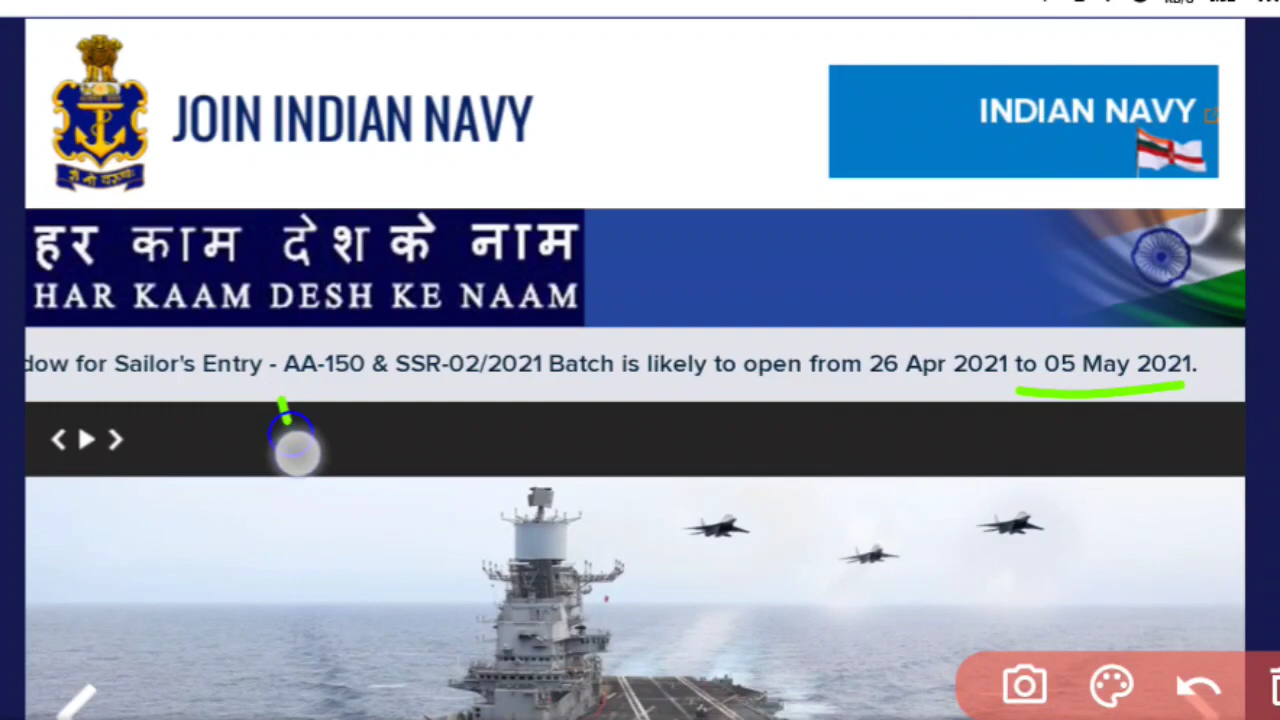 JOIN INDIAN NAVY
INDIAN NAVY
हर काम देश के नाम
HAR KAAM DESH KE NAAM
for Sailor's Entry - AA-150 & SSR-02/2021 Batch is likely to open from 26 Apr 2021 to 05 May 2021.